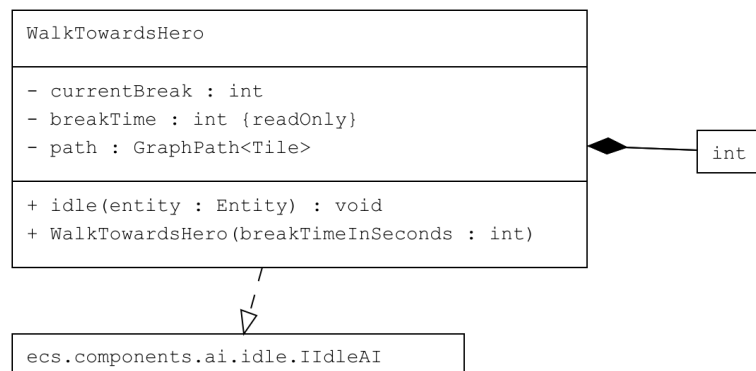 WalkTowardsHero
- currentBreak : int
- breakTime : int {readOnly}
- path : GraphPath<Tile>
int
+ idle(entity : Entity) : void
+ WalkTowardsHero(breakTimeInSeconds : int)
ecs.components.ai.idle.IIdleAI